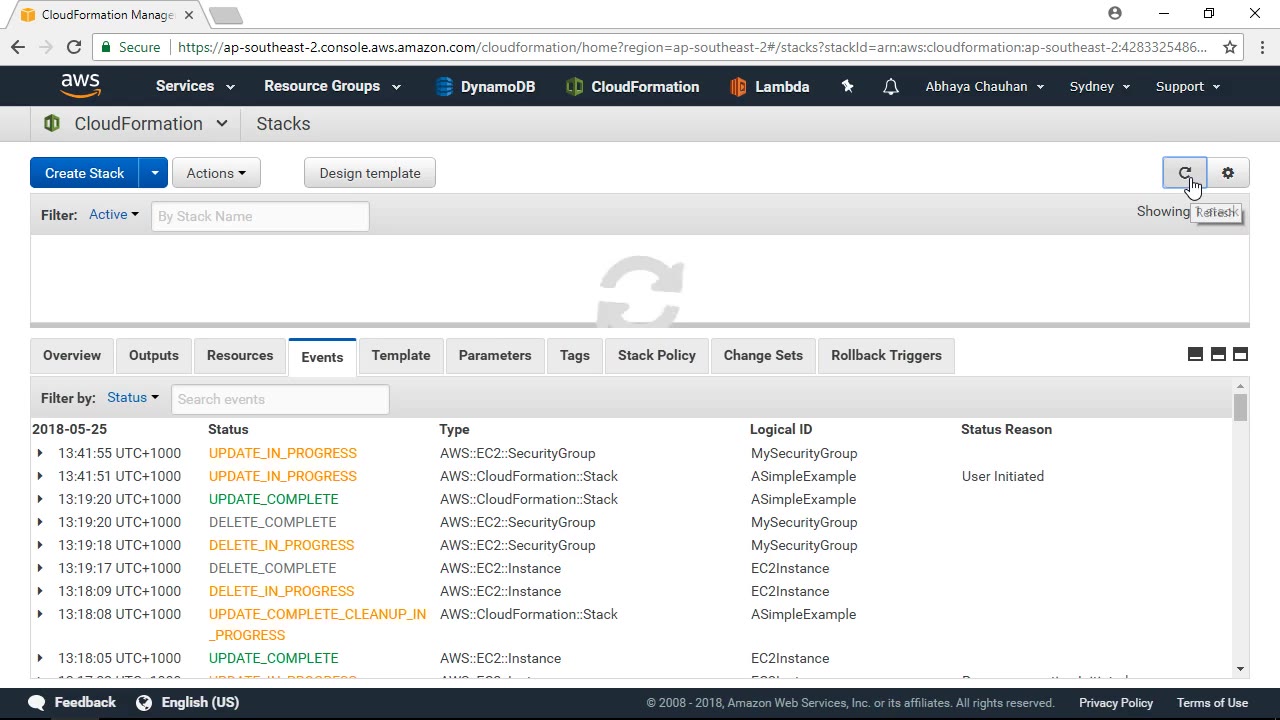 CloudFormation Manage
Secure https://ap-southeast-2.console.aws.amazon.com/cloudformation/home?region=ap-southeast-2#/stacks?stackId=arn:aws:cloudformation:ap-southeast-2:4283325486...
aws Services Resource Groups DynamoDB CloudFormation Lambda Abhaya Chauhan Sydney Support
CloudFormation Stacks
Create Stack Actions Design template
Filter: Active By Stack Name Showing
Refresh
Overview Outputs Resources Events Template Parameters Tags Stack Policy Change Sets Rollback Triggers
Filter by: Status Search events
2018-05-25 Status Type Logical ID Status Reason
13:41:55 UTC+1000 UPDATE_IN_PROGRESS AWS::EC2::SecurityGroup MySecurityGroup
13:41:51 UTC+1000 UPDATE_IN_PROGRESS AWS::CloudFormation::Stack ASimpleExample User Initiated
13:19:20 UTC+1000 UPDATE_COMPLETE AWS::CloudFormation::Stack ASimpleExample
13:19:20 UTC+1000 DELETE_COMPLETE AWS::EC2::SecurityGroup MySecurityGroup
13:19:18 UTC+1000 DELETE_IN_PROGRESS AWS::EC2::SecurityGroup MySecurityGroup
13:19:17 UTC+1000 DELETE_COMPLETE AWS::EC2::Instance EC2Instance
13:18:09 UTC+1000 DELETE_IN_PROGRESS AWS::EC2::Instance EC2Instance
13:18:08 UTC+1000 UPDATE_COMPLETE_CLEANUP_IN AWS::CloudFormation::Stack ASimpleExample
_PROGRESS
13:18:05 UTC+1000 UPDATE_COMPLETE AWS::EC2::Instance EC2Instance
Feedback English (US) © 2008 - 2018, Amazon Web Services, Inc. or its affiliates. All rights reserved. Privacy Policy Terms of Use